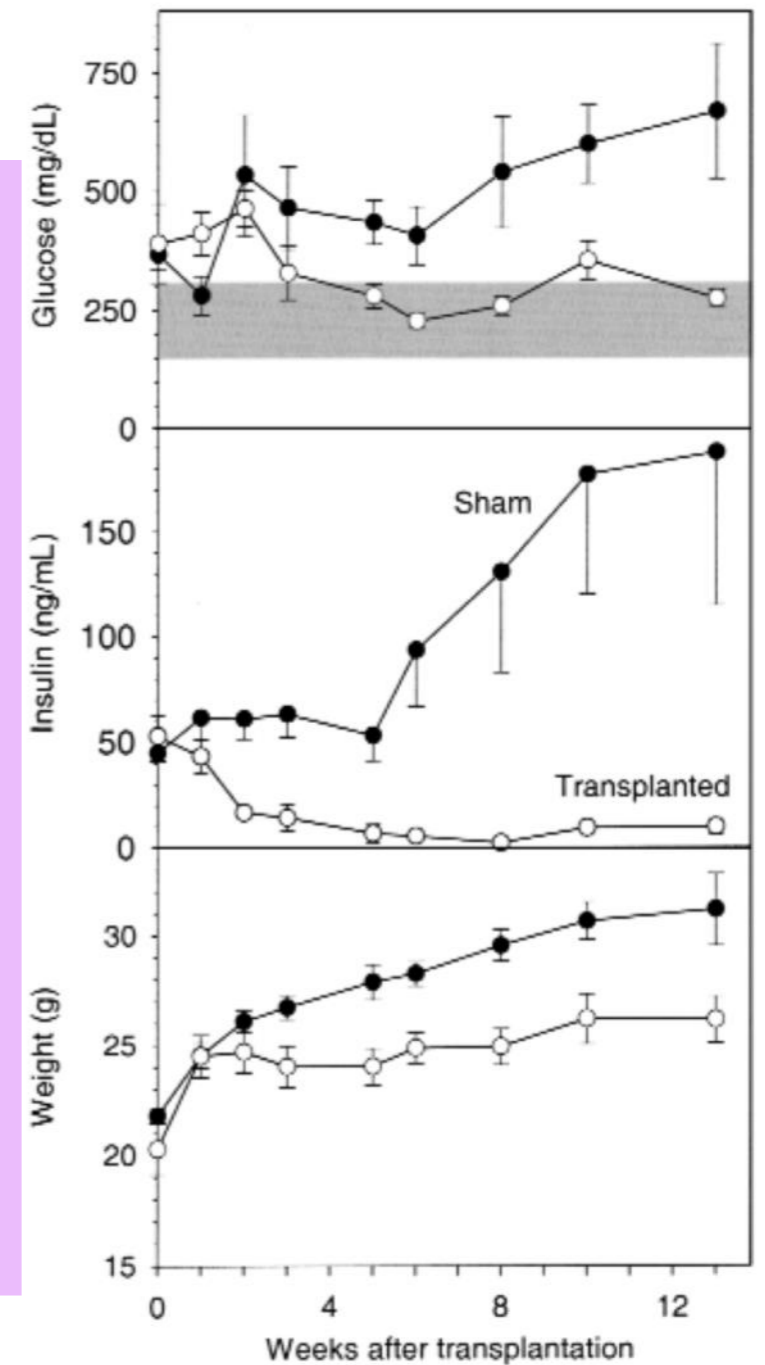 Glucose (mg/dL)
750
500
250
0
Insulin (ng/mL)
150
100
50
0
Sham
Transplanted
Weight (g)
30
25
20
15
0 4 8 12
Weeks after transplantation